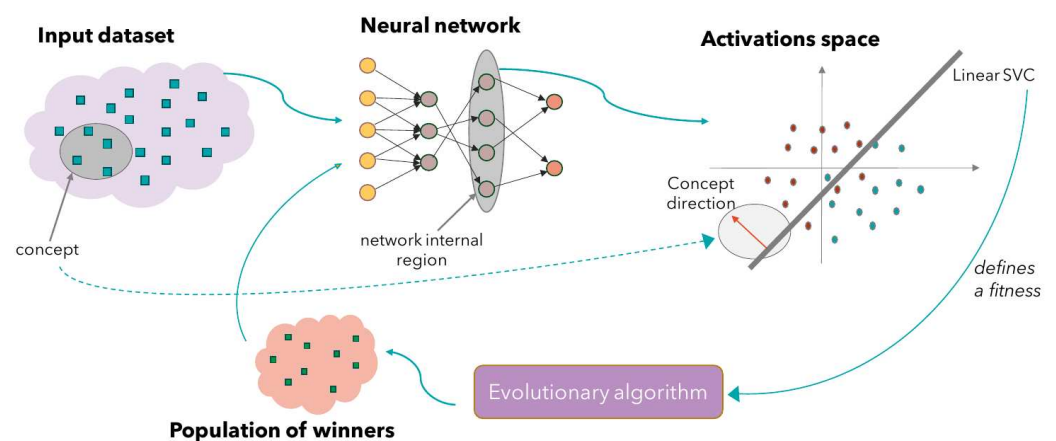 Input dataset
Neural network
Activations space
Linear SVC
Concept
direction
concept
network internal
region
defines
a fitness
Evolutionary algorithm
Population of winners